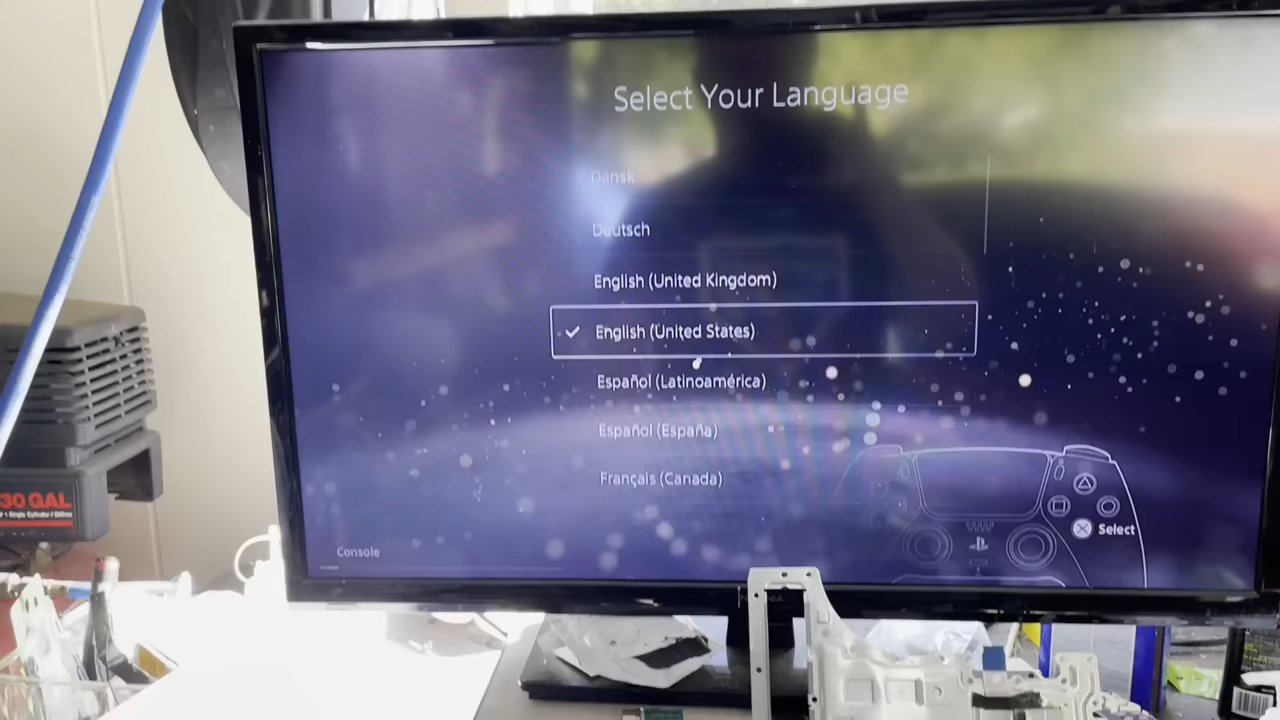 Select Your Language
Dansk
Deutsch
English (United Kingdom)
English (United States)
Español (Latinoamérica)
Español (España)
Français (Canada)
Select
Console
30 GAL